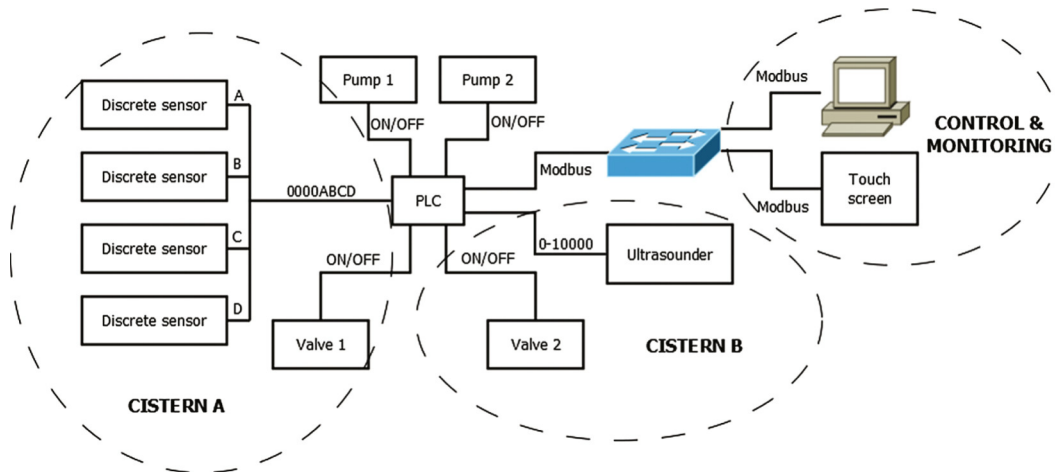 Pump 1
Pump 2
Discrete sensor
A
ON/OFF
ON/OFF
Modbus
CONTROL &
MONITORING
Discrete sensor
B
0000ABCD
PLC
Modbus
Touch
screen
Modbus
Discrete sensor
C
ON/OFF
ON/OFF
0-10000
Ultrasounder
Discrete sensor
D
Valve 1
Valve 2
CISTERN B
CISTERN A